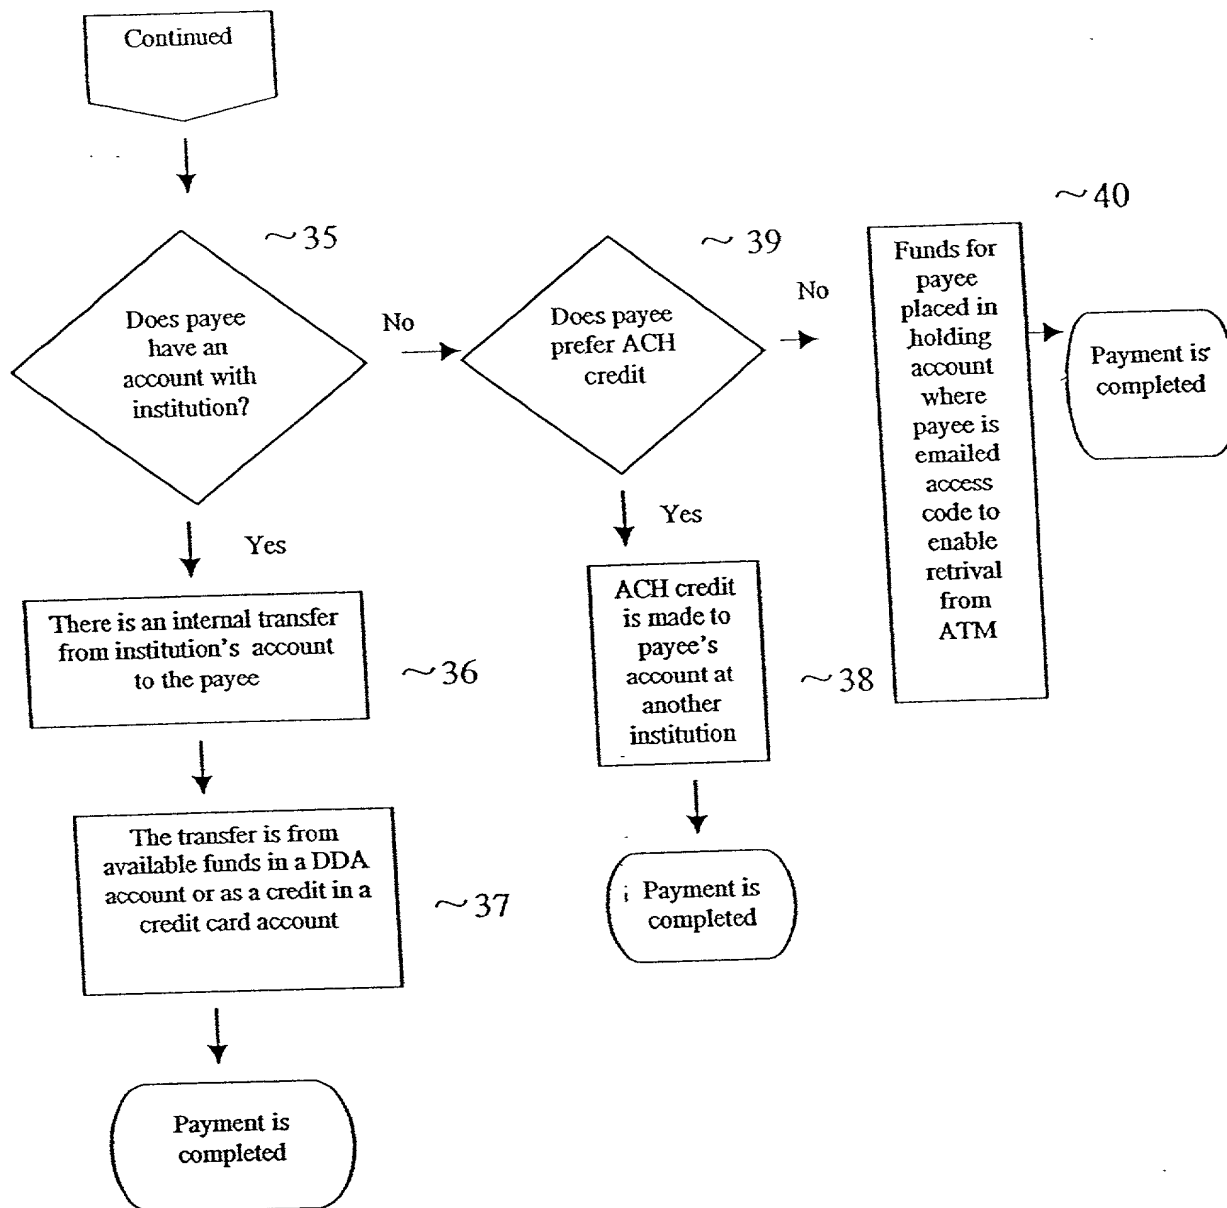 Continued
~35
Does payee
have an
account with
institution?
No
~39
Does payee
prefer ACH
credit
No
~40
Funds for
payee
placed in
holding
account
where
payee is
emailed
access
code to
enable
retrival
from
ATM
Payment is
completed
Yes
There is an internal transfer
from institution's account
to the payee
~36
Yes
ACH credit
is made to
payee's
account at
another
institution
~38
The transfer is from
available funds in a DDA
account or as a credit in a
credit card account
~37
Payment is
completed
Payment is
completed